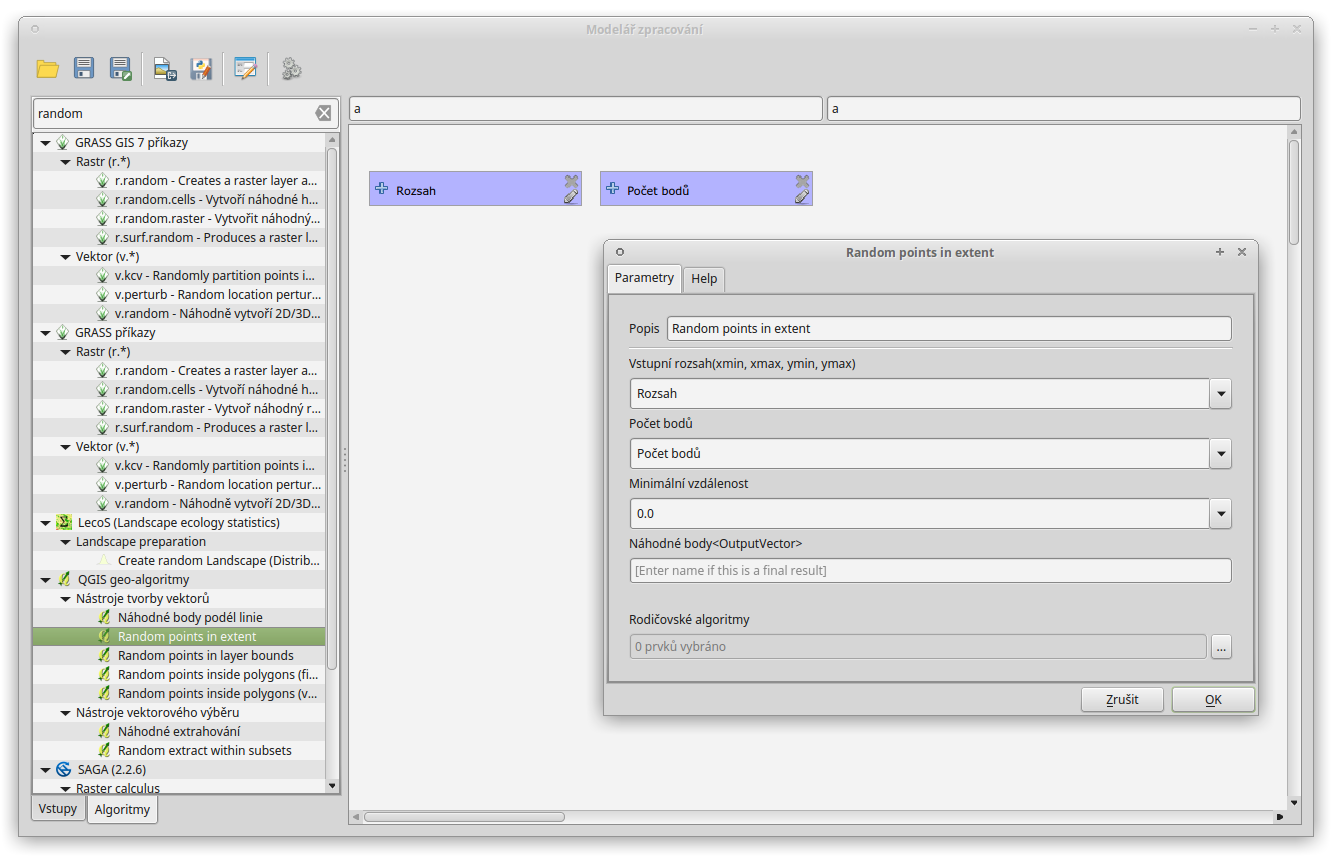 Modelář zpracování
random
a
a
GRASS GIS 7 příkazy
Rastr (r.*)
r.random - Creates a raster layer a...
r.random.cells - Vytvoří náhodné h...
r.random.raster - Vytvořit náhodný...
r.surf.random - Produces a raster l...
Vektor (v.*)
v.kcv - Randomly partition points i...
v.perturb - Random location pertur...
v.random - Náhodně vytvoří 2D/3D...
GRASS příkazy
Rastr (r.*)
r.random - Creates a raster layer a...
r.random.cells - Vytvoří náhodné h...
r.random.raster - Vytvoř náhodný r...
r.surf.random - Produces a raster l...
Vektor (v.*)
v.kcv - Randomly partition points i...
v.perturb - Random location pertur...
v.random - Náhodně vytvoří 2D/3D...
LecoS (Landscape ecology statistics)
Landscape preparation
Create random Landscape (Distrib...
QGIS geo-algoritmy
Nástroje tvorby vektorů
Náhodné body podél linie
Random points in extent
Random points in layer bounds
Random points inside polygons (fi...
Random points inside polygons (v...
Nástroje vektorového výběru
Náhodné extrahování
Random extract within subsets
SAGA (2.2.6)
Raster calculus
Vstupy
Algoritmy
Rozsah
Počet bodů
Random points in extent
Parametry
Help
Popis
Random points in extent
Vstupní rozsah(xmin, xmax, ymin, ymax)
Rozsah
Počet bodů
Počet bodů
Minimální vzdálenost
0.0
Náhodné body<OutputVector>
[Enter name if this is a final result]
Rodičovské algoritmy
0 prvků vybráno
...
Zrušit
OK